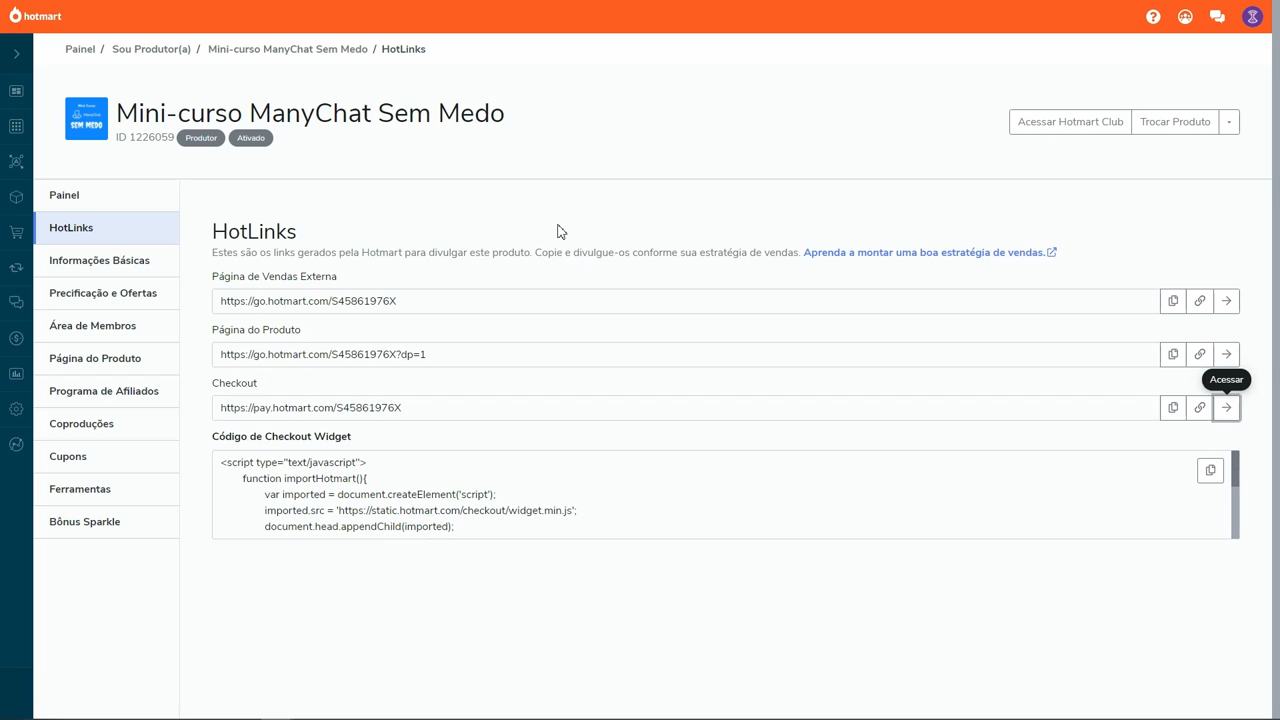 hotmart
Painel / Sou Produtor(a) / Mini-curso ManyChat Sem Medo / HotLinks
SEM MEDO
Mini-curso ManyChat Sem Medo
ID 1226059 Produtor Ativado
Acessar Hotmart Club Trocar Produto
Painel
HotLinks
Informações Básicas
Precificação e Ofertas
Área de Membros
Página do Produto
Programa de Afiliados
Coproduções
Cupons
Ferramentas
Bônus Sparkle
HotLinks
Estes são os links gerados pela Hotmart para divulgar este produto. Copie e divulgue-os conforme sua estratégia de vendas. Aprenda a montar uma boa estratégia de vendas.
Página de Vendas Externa
https://go.hotmart.com/S45861976X
Página do Produto
https://go.hotmart.com/S45861976X?dp=1
Checkout
Acessar
https://pay.hotmart.com/S45861976X
Código de Checkout Widget
<script type="text/javascript">
function importHotmart(){
var imported = document.createElement('script');
imported.src = 'https://static.hotmart.com/checkout/widget.min.js';
document.head.appendChild(imported);